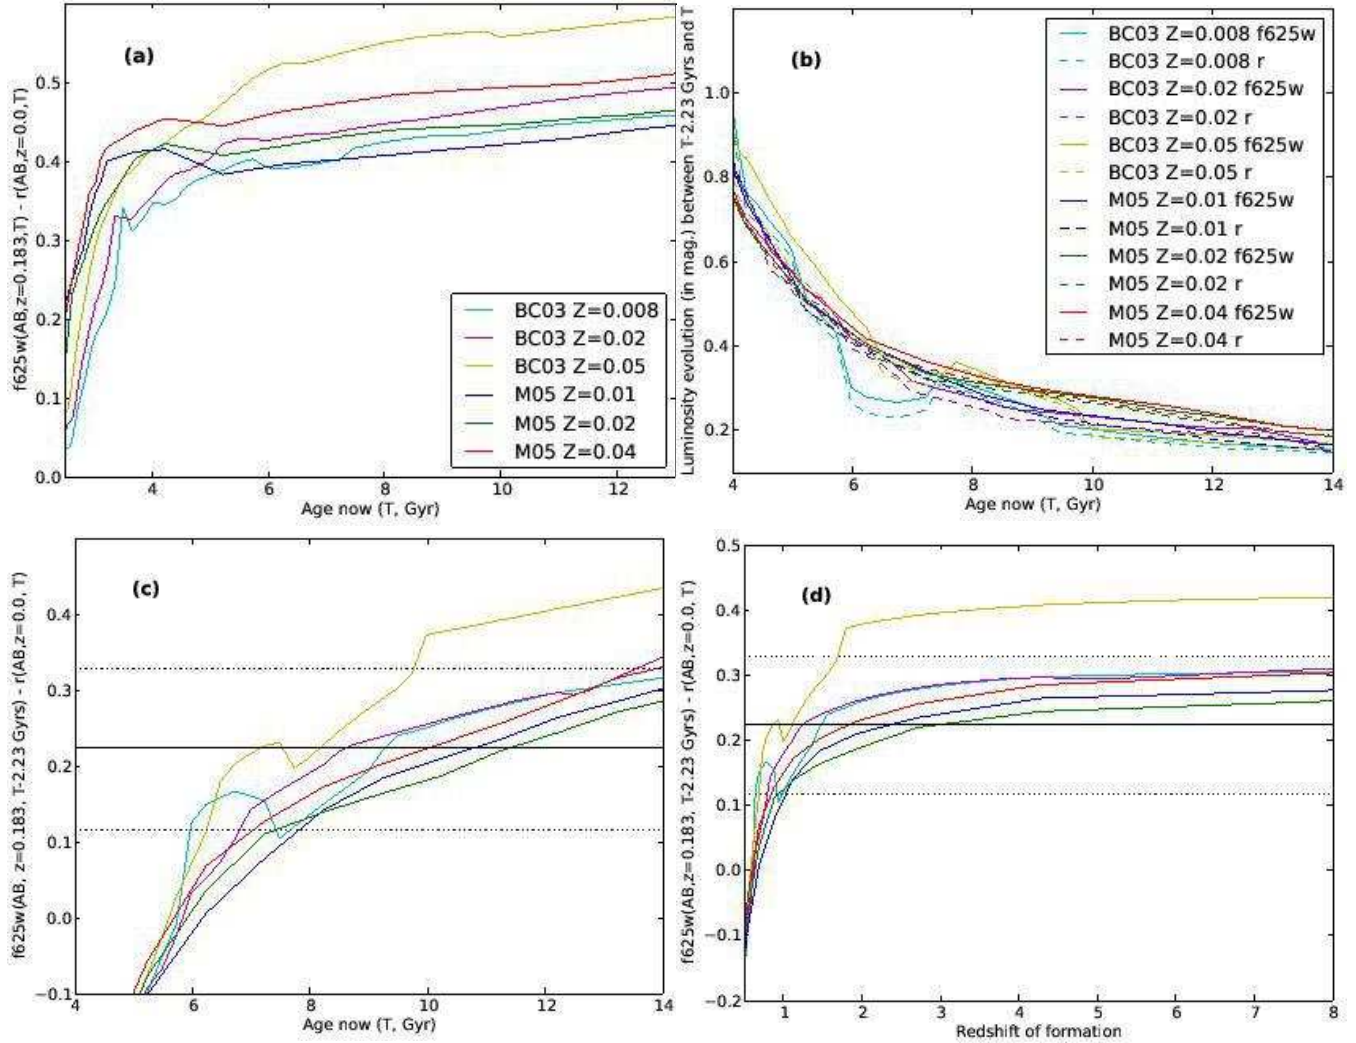 (a)
f625w(AB,z=0.183,T) - r(AB,z=0.0,T)
0.5
0.4
0.3
0.2
0.1
0.0
4 6 8 10 12
Age now (T, Gyr)
BC03 Z=0.008
BC03 Z=0.02
BC03 Z=0.05
M05 Z=0.01
M05 Z=0.02
M05 Z=0.04
(b)
Luminosity evolution (in mag.) between T-2.23 Gyrs and T
1.0
0.8
0.6
0.4
0.2
4 6 8 10 12 14
Age now (T, Gyr)
BC03 Z=0.008 f625w
BC03 Z=0.008 r
BC03 Z=0.02 f625w
BC03 Z=0.02 r
BC03 Z=0.05 f625w
BC03 Z=0.05 r
M05 Z=0.01 f625w
M05 Z=0.01 r
M05 Z=0.02 f625w
M05 Z=0.02 r
M05 Z=0.04 f625w
M05 Z=0.04 r
(c)
f625w(AB, z=0.183, T-2.23 Gyrs) - r(AB,z=0.0, T)
0.4
0.3
0.2
0.1
0.0
−0.1
4 6 8 10 12 14
Age now (T, Gyr)
(d)
f625w(AB,z=0.183, T-2.23 Gyrs) - r(AB,z=0.0, T)
0.5
0.4
0.3
0.2
0.1
0.0
−0.1
−0.2
1 2 3 4 5 6 7 8
Redshift of formation